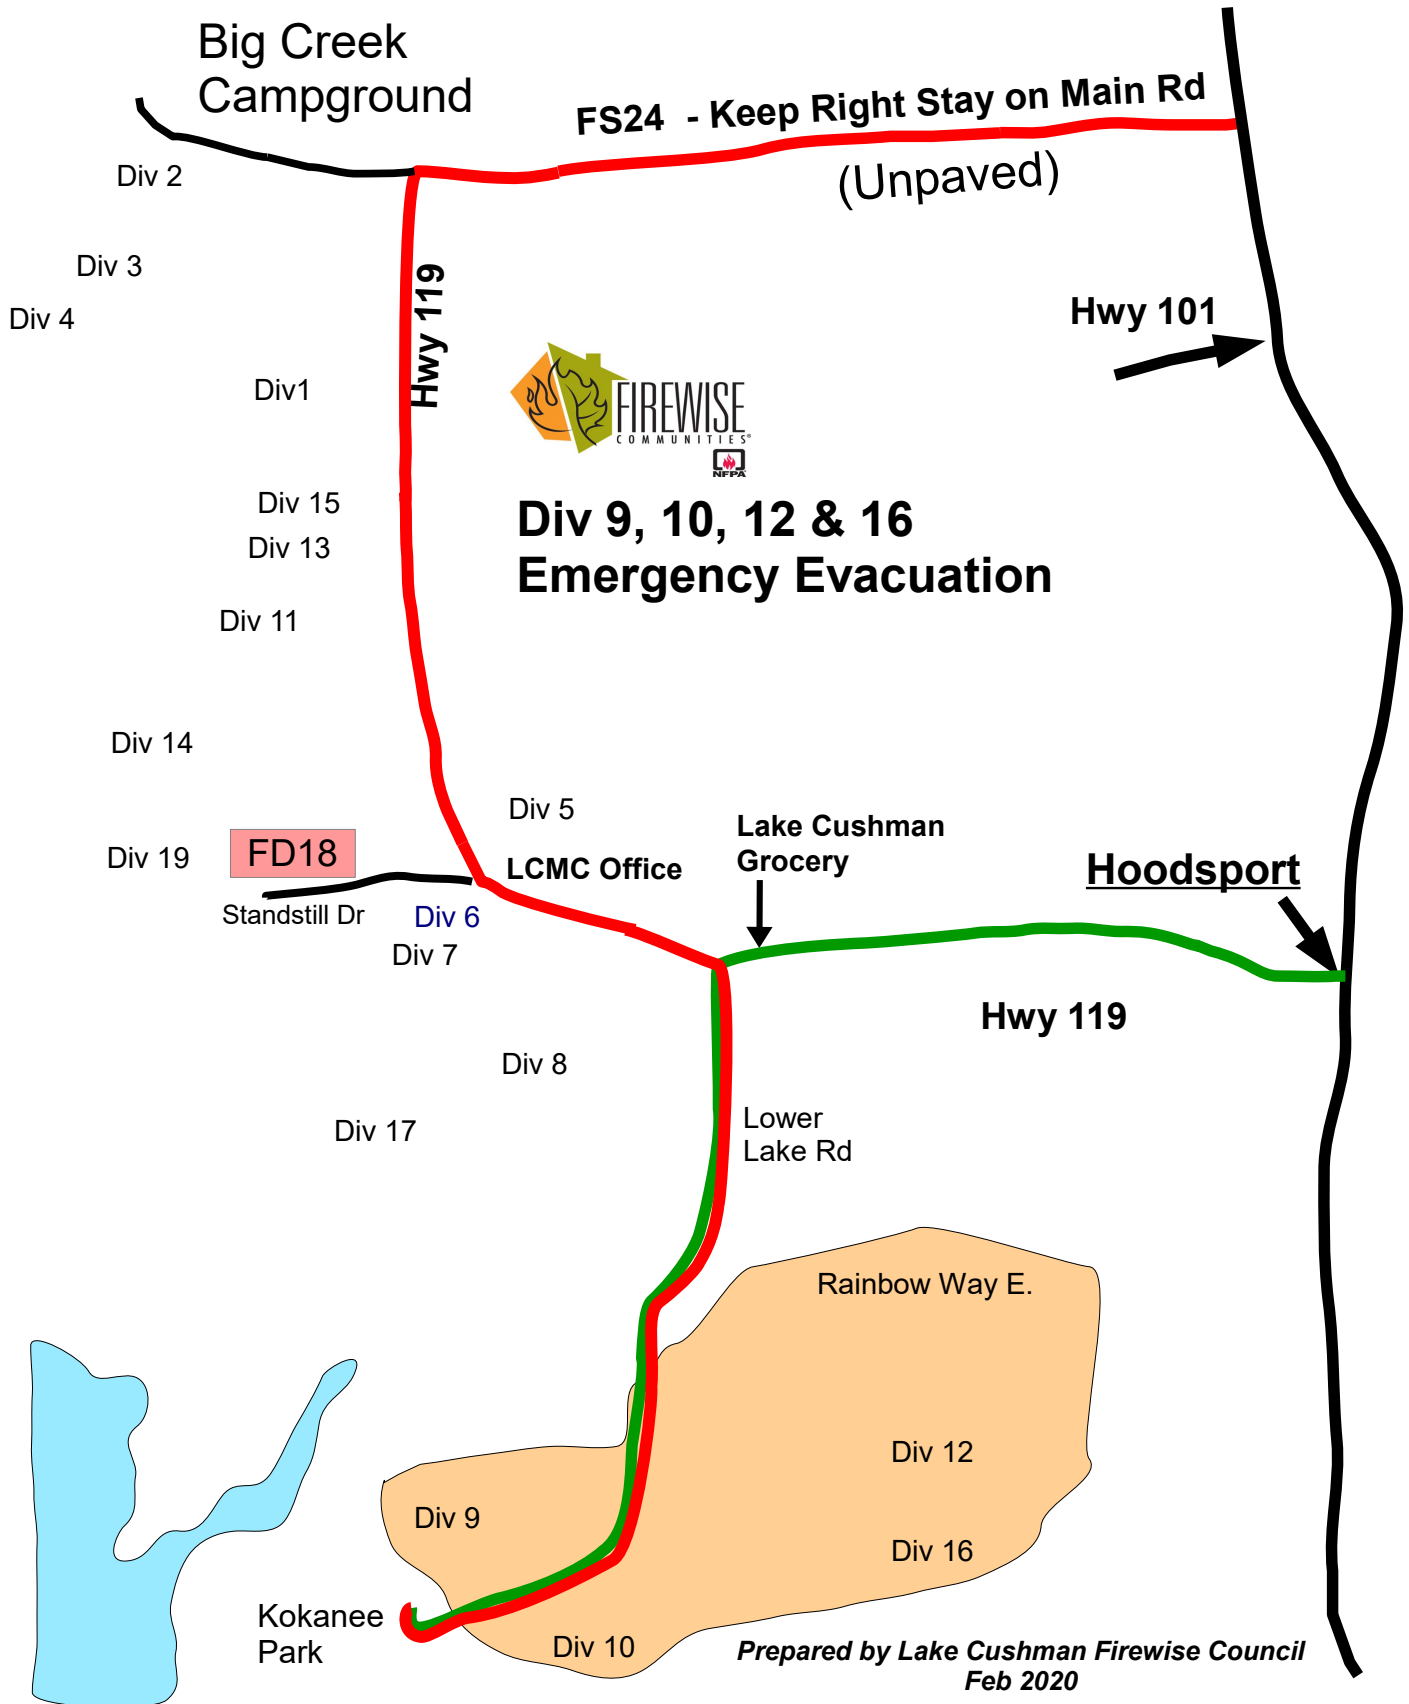 Big Creek
Campground
FS24 - Keep Right Stay on Main Rd
(Unpaved)
Div 2
Div 3
Div 4
Hwy 119
Hwy 101
Div1
FIREWISE
COMMUNITIES®
NFPA
Div 15
Div 13
Div 9, 10, 12 & 16
Emergency Evacuation
Div 11
Div 14
Div 5
Div 19
FD18
LCMC Office
Lake Cushman
Grocery
Hoodsport
Standstill Dr
Div 6
Div 7
Hwy 119
Div 8
Div 17
Lower
Lake Rd
Rainbow Way E.
Div 12
Div 9
Div 16
Kokanee
Park
Div 10
Prepared by Lake Cushman Firewise Council
Feb 2020